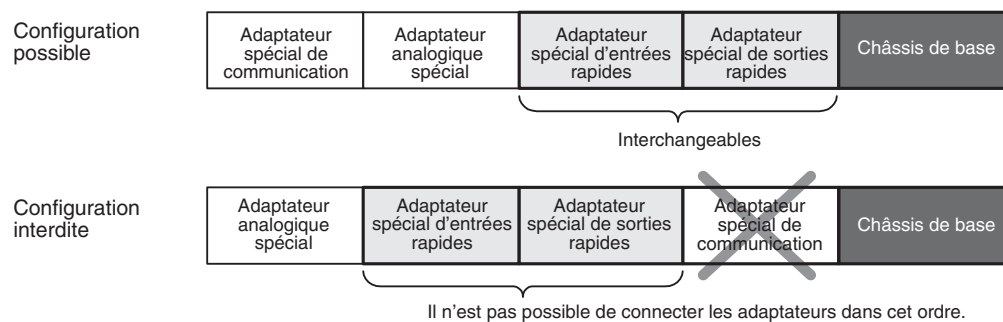 Configuration
possible
Adaptateur
spécial de
communication
Adaptateur
analogique
spécial
Adaptateur
spécial d'entrées
rapides
Adaptateur
spécial de sorties
rapides
Châssis de base
Interchangeables
Configuration
interdite
Adaptateur
analogique
spécial
Adaptateur
spécial d'entrées
rapides
Adaptateur
spécial de sorties
rapides
Adaptateur
spécial de
communication
Châssis de base
Il n'est pas possible de connecter les adaptateurs dans cet ordre.